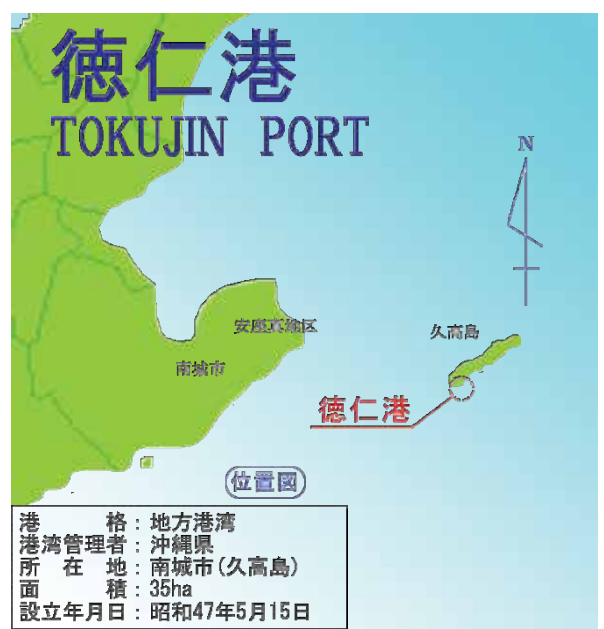 徳仁港
TOKUJIN PORT
N
安座真地区
久高島
南城市
徳仁港
位置図
港格：地方港湾
港湾管理者：沖縄県
所在地：南城市(久高島)
面積：35ha
設立年月日：昭和47年5月15日